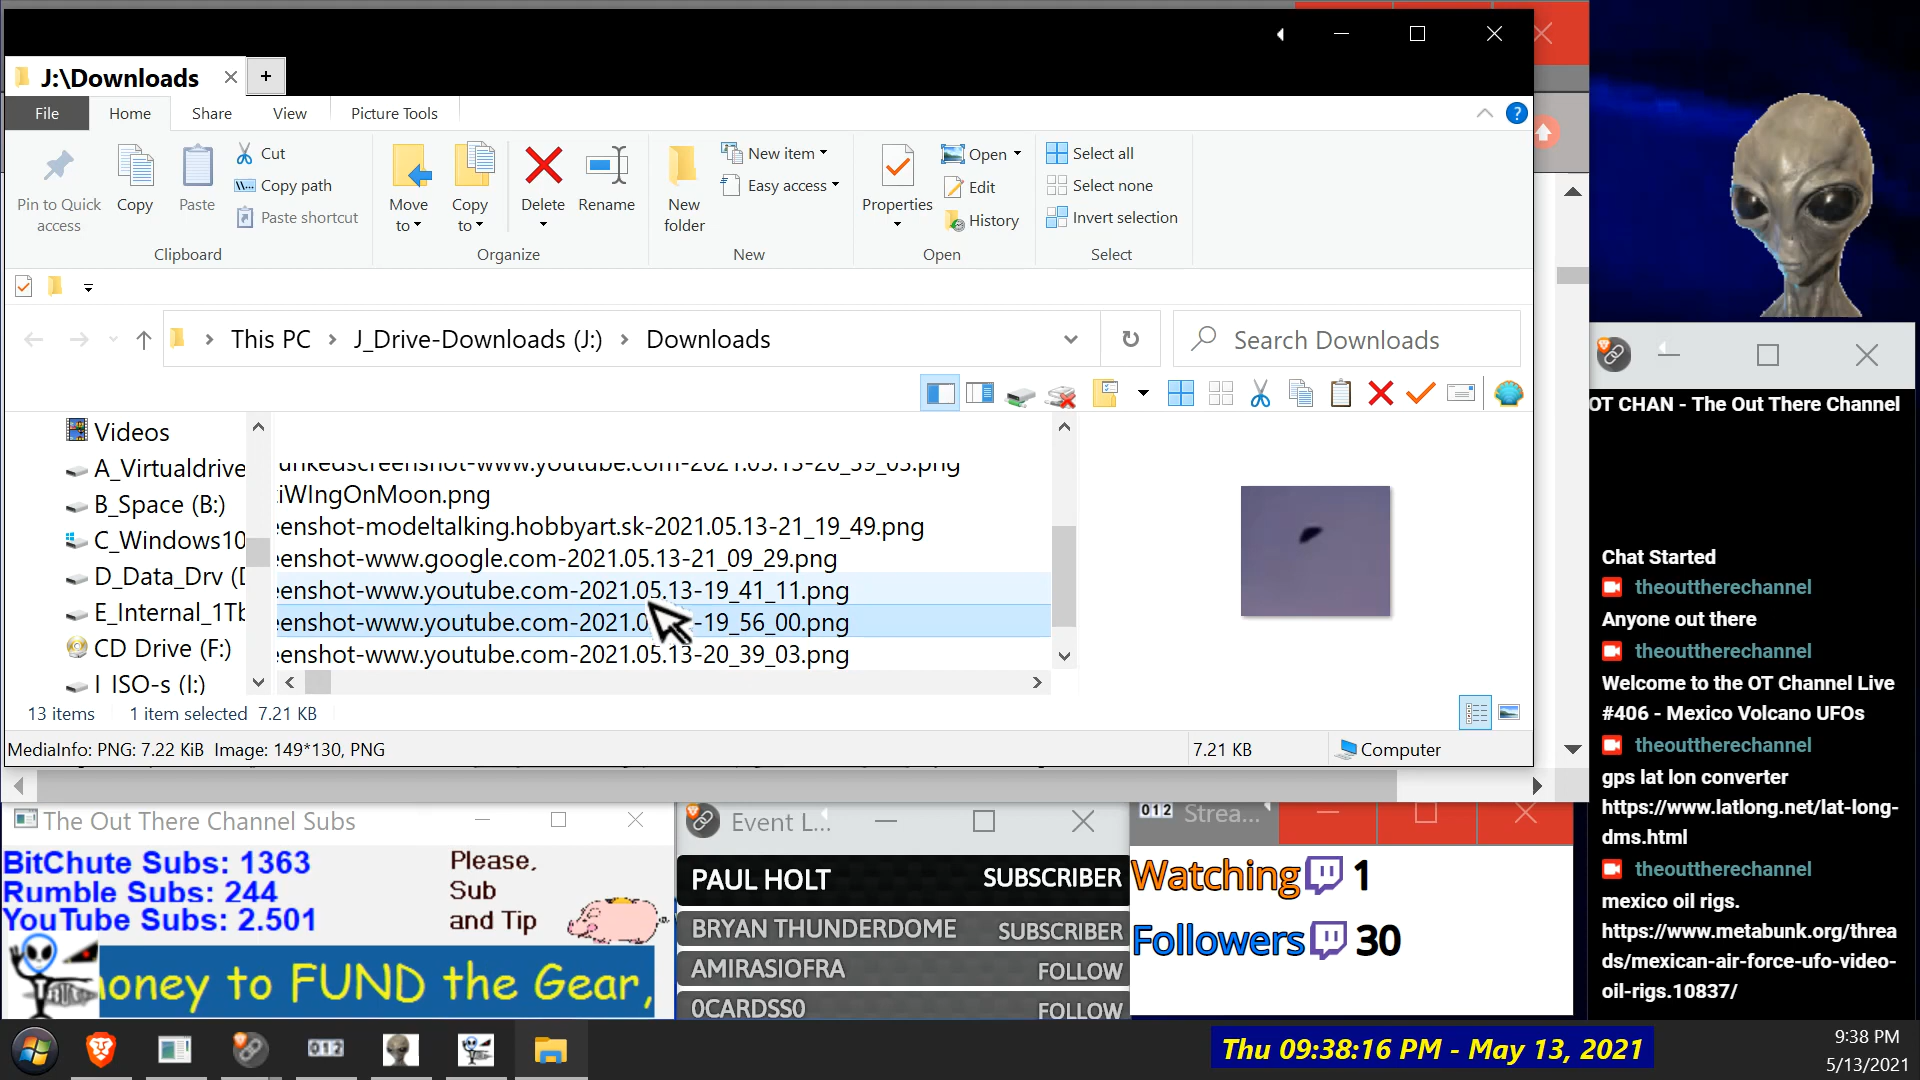 J:\Downloads
File
Home
Share
View
Picture Tools
Pin to Quick access
Copy
Paste
Cut
Copy path
Paste shortcut
Clipboard
Move to
Copy to
Delete
Rename
Organize
New folder
New item
Easy access
New
Properties
Open
Edit
History
Open
Select all
Select none
Invert selection
Select
This PC > J_Drive-Downloads (J:) > Downloads
Search Downloads
Videos
A_Virtualdrive
B_Space (B:)
C_Windows10
D_Data_Drv (D
E_Internal_1Tb
CD Drive (F:)
I_ISO-s (I:)
unkedscreenshot-www.youtube.com-2021.05.13-20_39_03.png
iWIngOnMoon.png
enshot-modeltalking.hobbyart.sk-2021.05.13-21_19_49.png
enshot-www.google.com-2021.05.13-21_09_29.png
enshot-www.youtube.com-2021.05.13-19_41_11.png
enshot-www.youtube.com-2021.0 -19_56_00.png
enshot-www.youtube.com-2021.05.13-20_39_03.png
13 items 1 item selected 7.21 KB
MediaInfo: PNG: 7.22 KiB Image: 149*130, PNG
7.21 KB
Computer
OT CHAN - The Out There Channel
Chat Started
theouttherechannel
Anyone out there
theouttherechannel
Welcome to the OT Channel Live
#406 - Mexico Volcano UFOs
theouttherechannel
gps lat lon converter
https://www.latlong.net/lat-long-
dms.html
theouttherechannel
mexico oil rigs.
https://www.metabunk.org/threa
ds/mexican-air-force-ufo-video-
oil-rigs.10837/
The Out There Channel Subs
BitChute Subs: 1363
Rumble Subs: 244
YouTube Subs: 2.501
Please,
Sub
and Tip
oney to FUND the Gear,
Event L...
PAUL HOLT SUBSCRIBER
BRYAN THUNDERDOME SUBSCRIBER
AMIRASIOFRA FOLLOW
0CARDSS0 FOLLOW
012 Strea...
Watching 1
Followers 30
012
Thu 09:38:16 PM - May 13, 2021
9:38 PM
5/13/2021